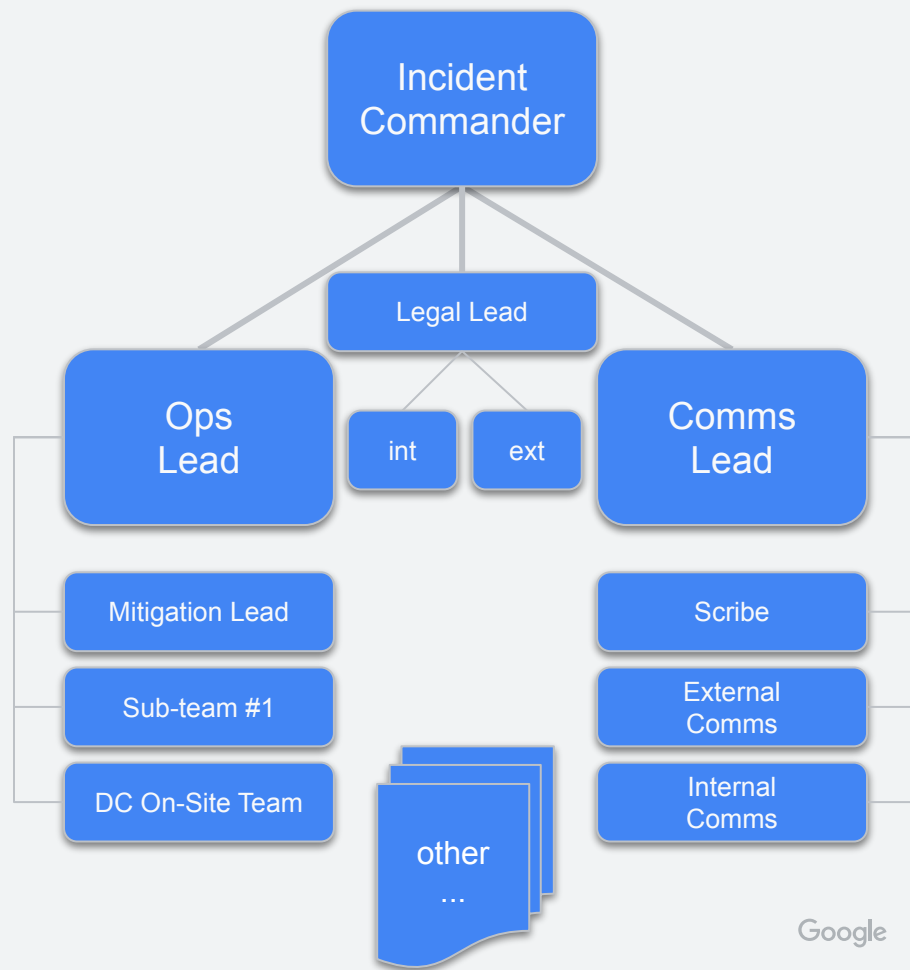 Incident
Commander
Legal Lead
Ops
Lead
int
ext
Comms
Lead
Mitigation Lead
Sub-team #1
DC On-Site Team
Scribe
External
Comms
Internal
Comms
other
...
Google